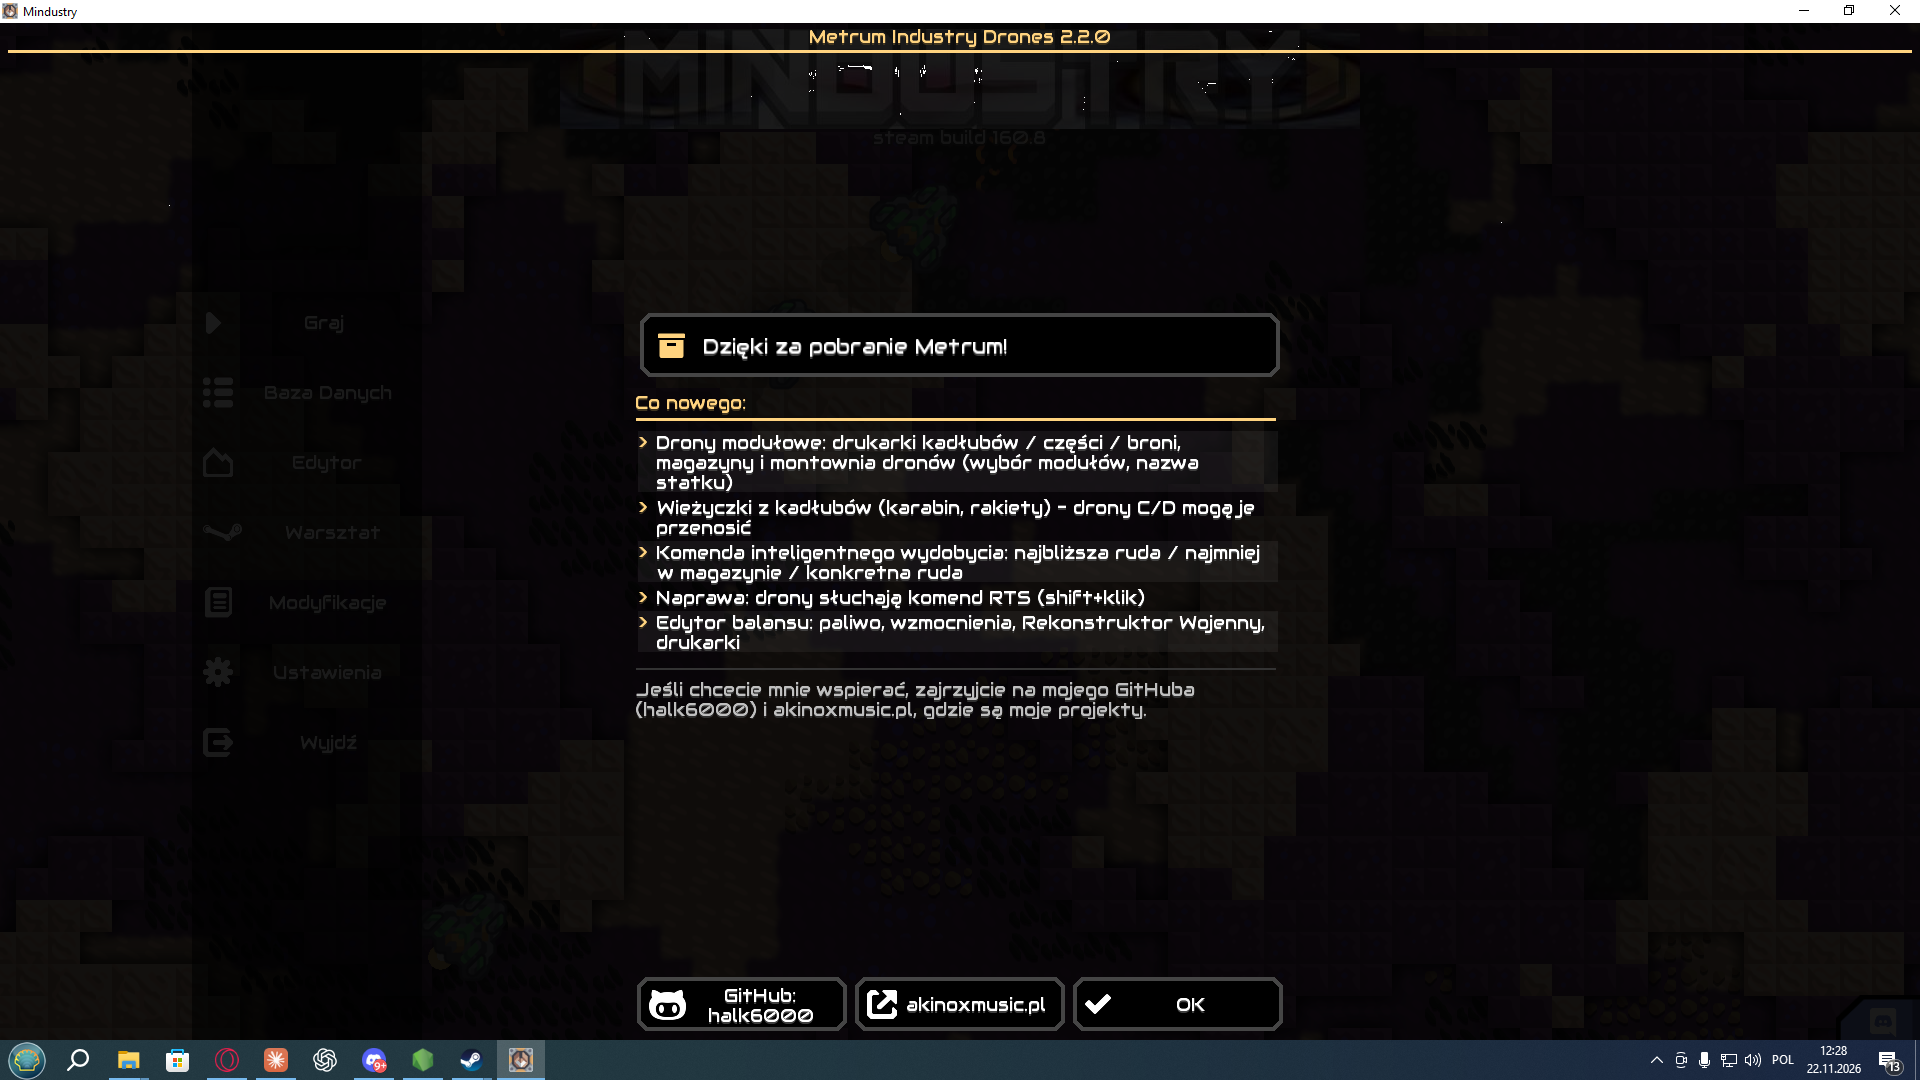 Mindustry
Metrum Industry Drones 2.2.0
MINDUSTRY
steam build 160.8
Graj
Baza Danych
Edytor
Warsztat
Modyfikacje
Ustawienia
Wyjdź
Dzięki za pobranie Metrum!
Co nowego:
> Drony modułowe: drukarki kadłubów / części / broni,
magazyny i montownia dronów (wybór modułów, nazwa
statku)
> Wieżyczki z kadłubów (karabin, rakiety) - drony C/D mogą je
przenosić
> Komenda inteligentnego wydobycia: najbliższa ruda / najmniej
w magazynie / konkretna ruda
> Naprawa: drony słuchają komend RTS (shift+klik)
> Edytor balansu: paliwo, wzmocnienia, Rekonstruktor Wojenny,
drukarki
Jeśli chcecie mnie wspierać, zajrzyjcie na mojego GitHuba
(halk6000) i akinoxmusic.pl, gdzie są moje projekty.
GitHub:
halk6000
akinoxmusic.pl
OK
9+
POL
12:28
22.11.2026
13